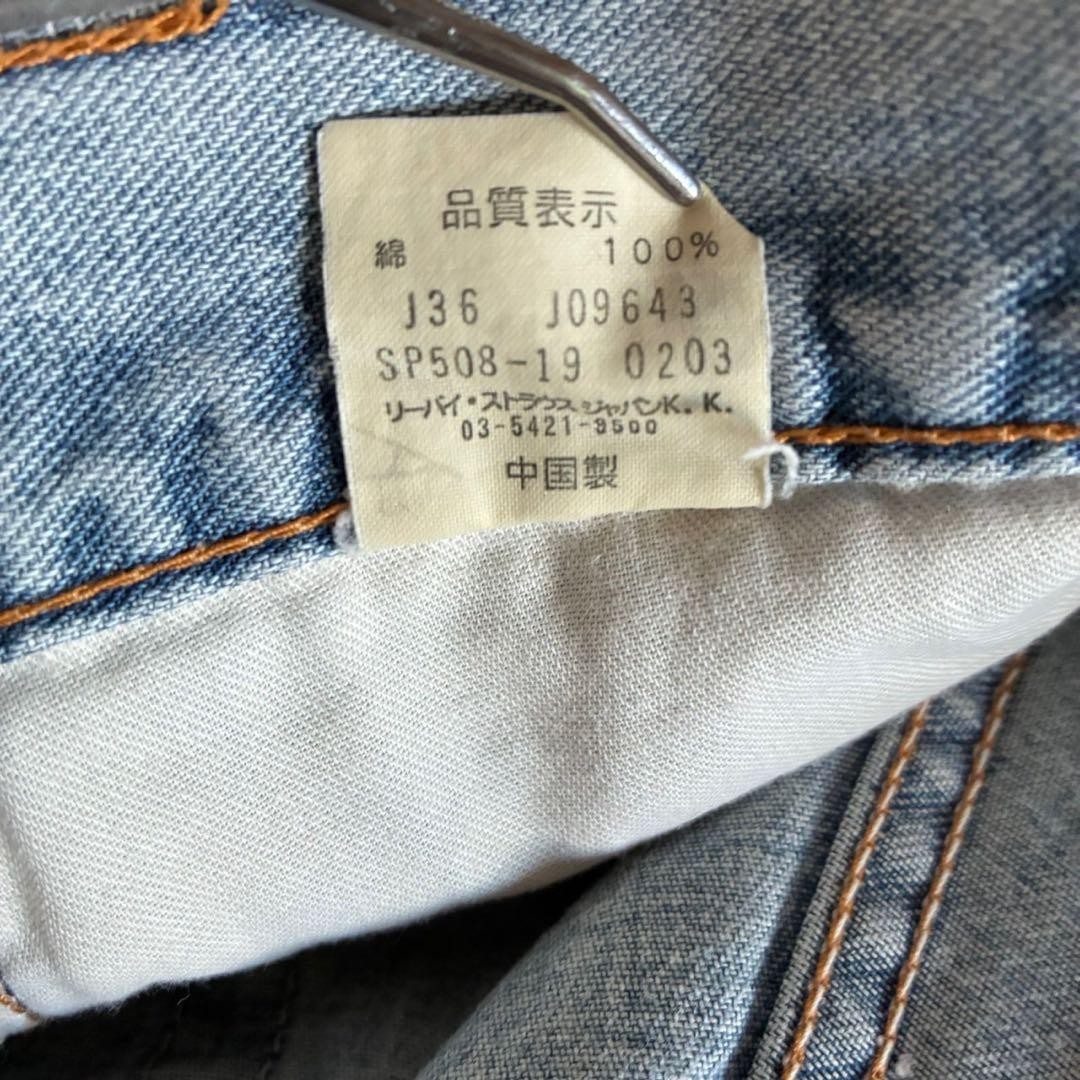 品質表示
綿 100%
J36 J09643
SP508-19 0203
リーバイ・ストラウスジャパンK.K.
03-5421-9500
中国製